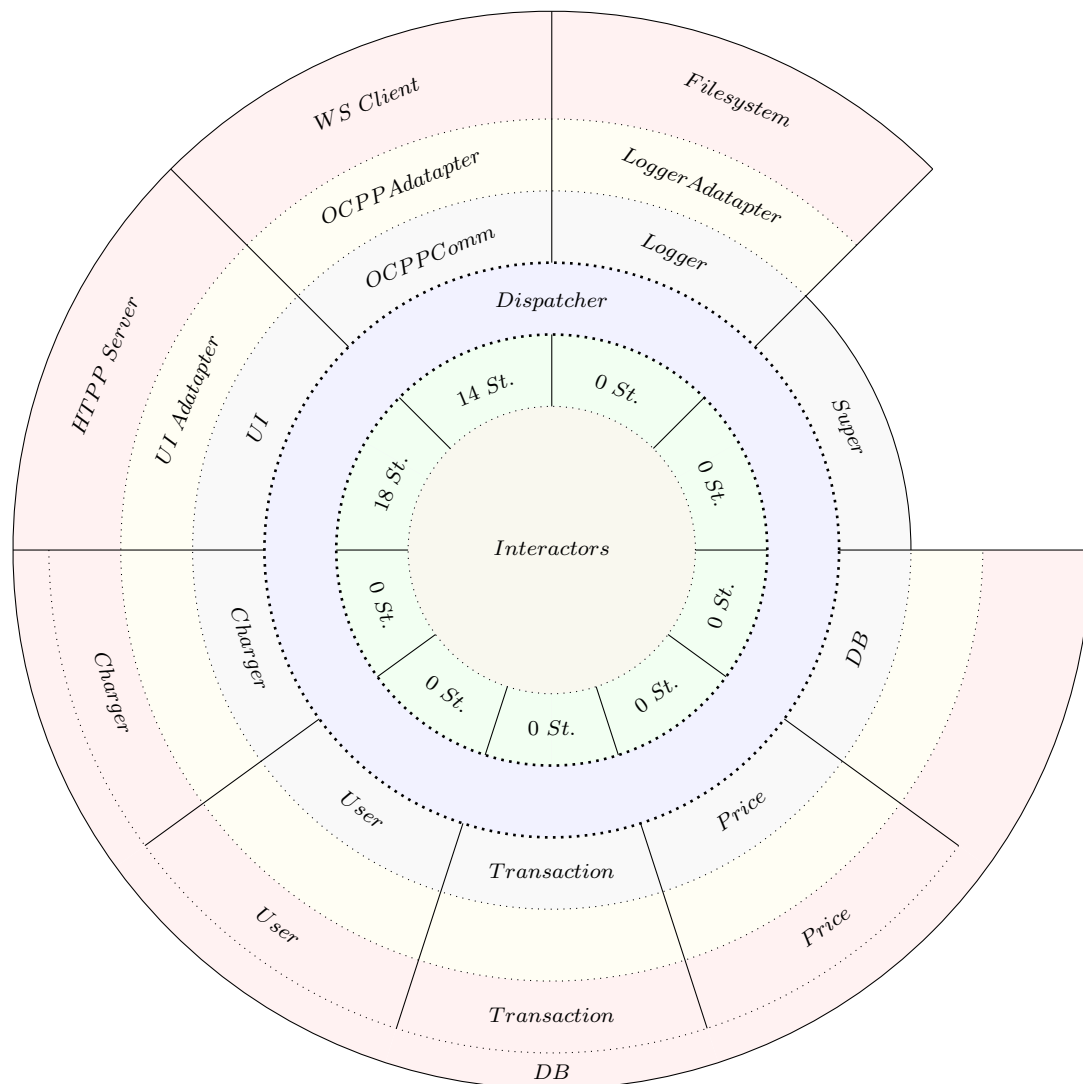 Filesystem
WS Client
Logger Adatapter
OCPP Adatapter
Logger
OCPPComm
Dispatcher
HTPP Server
UI Adatapter
UI
Super
14 St.
0 St.
18 St.
0 St.
Interactors
0 St.
0 St.
0 St.
0 St.
0 St.
Charger
Charger
DB
User
Price
Transaction
User
Price
Transaction
DB